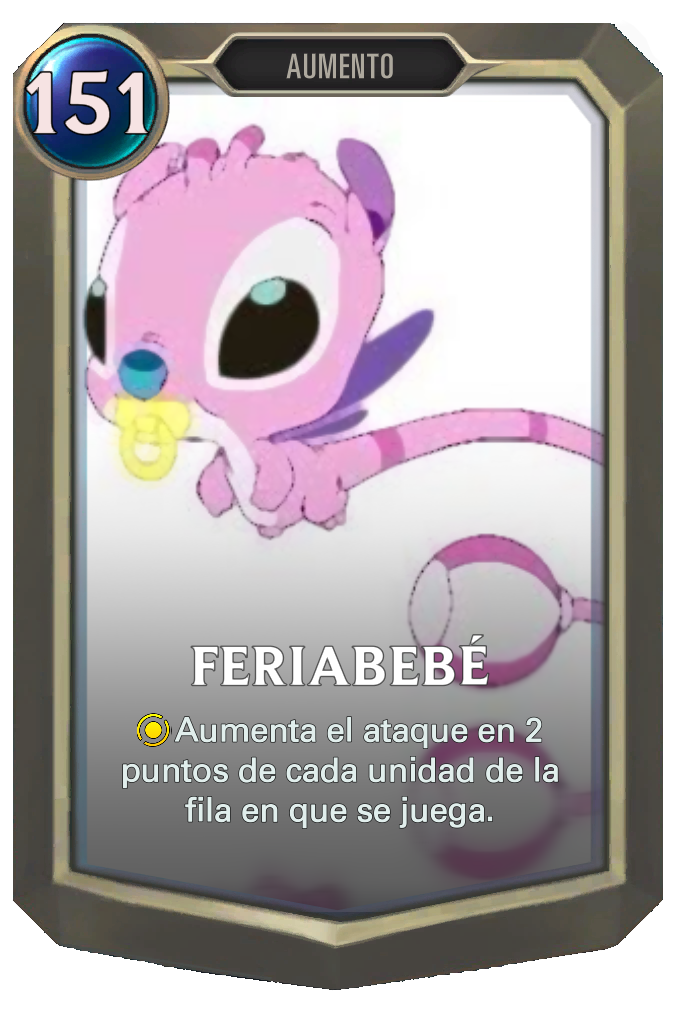 151
AUMENTO
FERIABEBÉ
Aumenta el ataque en 2
puntos de cada unidad de la
fila en que se juega.